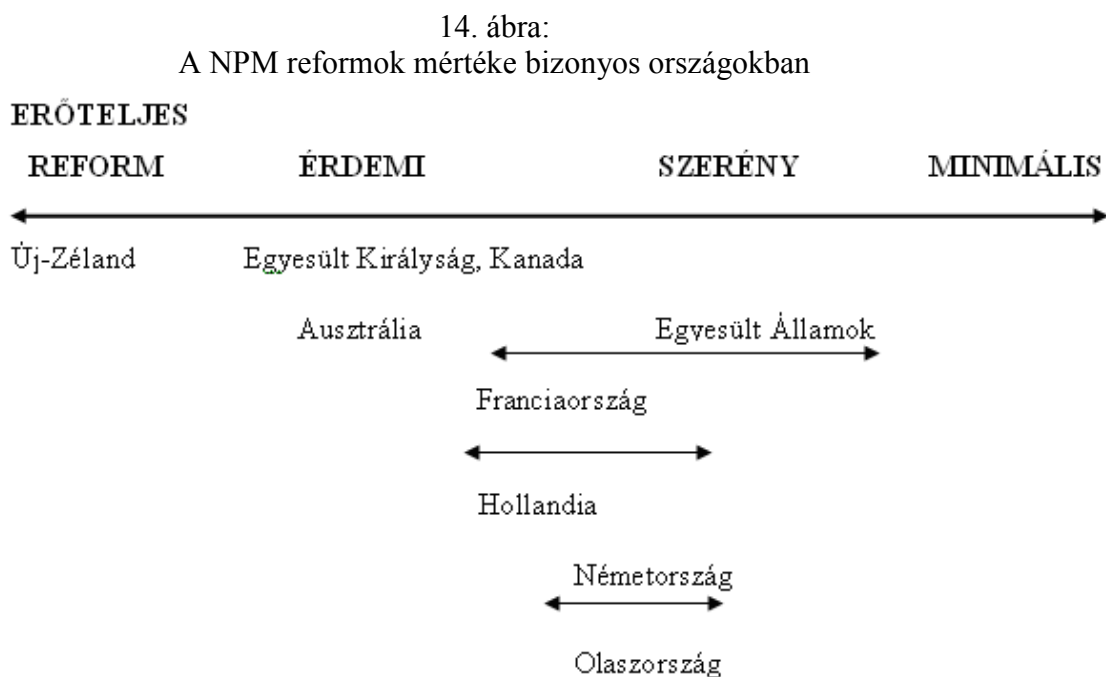 14. ábra:
A NPM reformok mértéke bizonyos országokban
ERŐTELJES
REFORM ÉRDEMI SZERÉNY MINIMÁLIS
Új-Zéland Egyesült Királyság, Kanada
Ausztrália Egyesült Államok
Franciaország
Hollandia
Németország
Olaszország